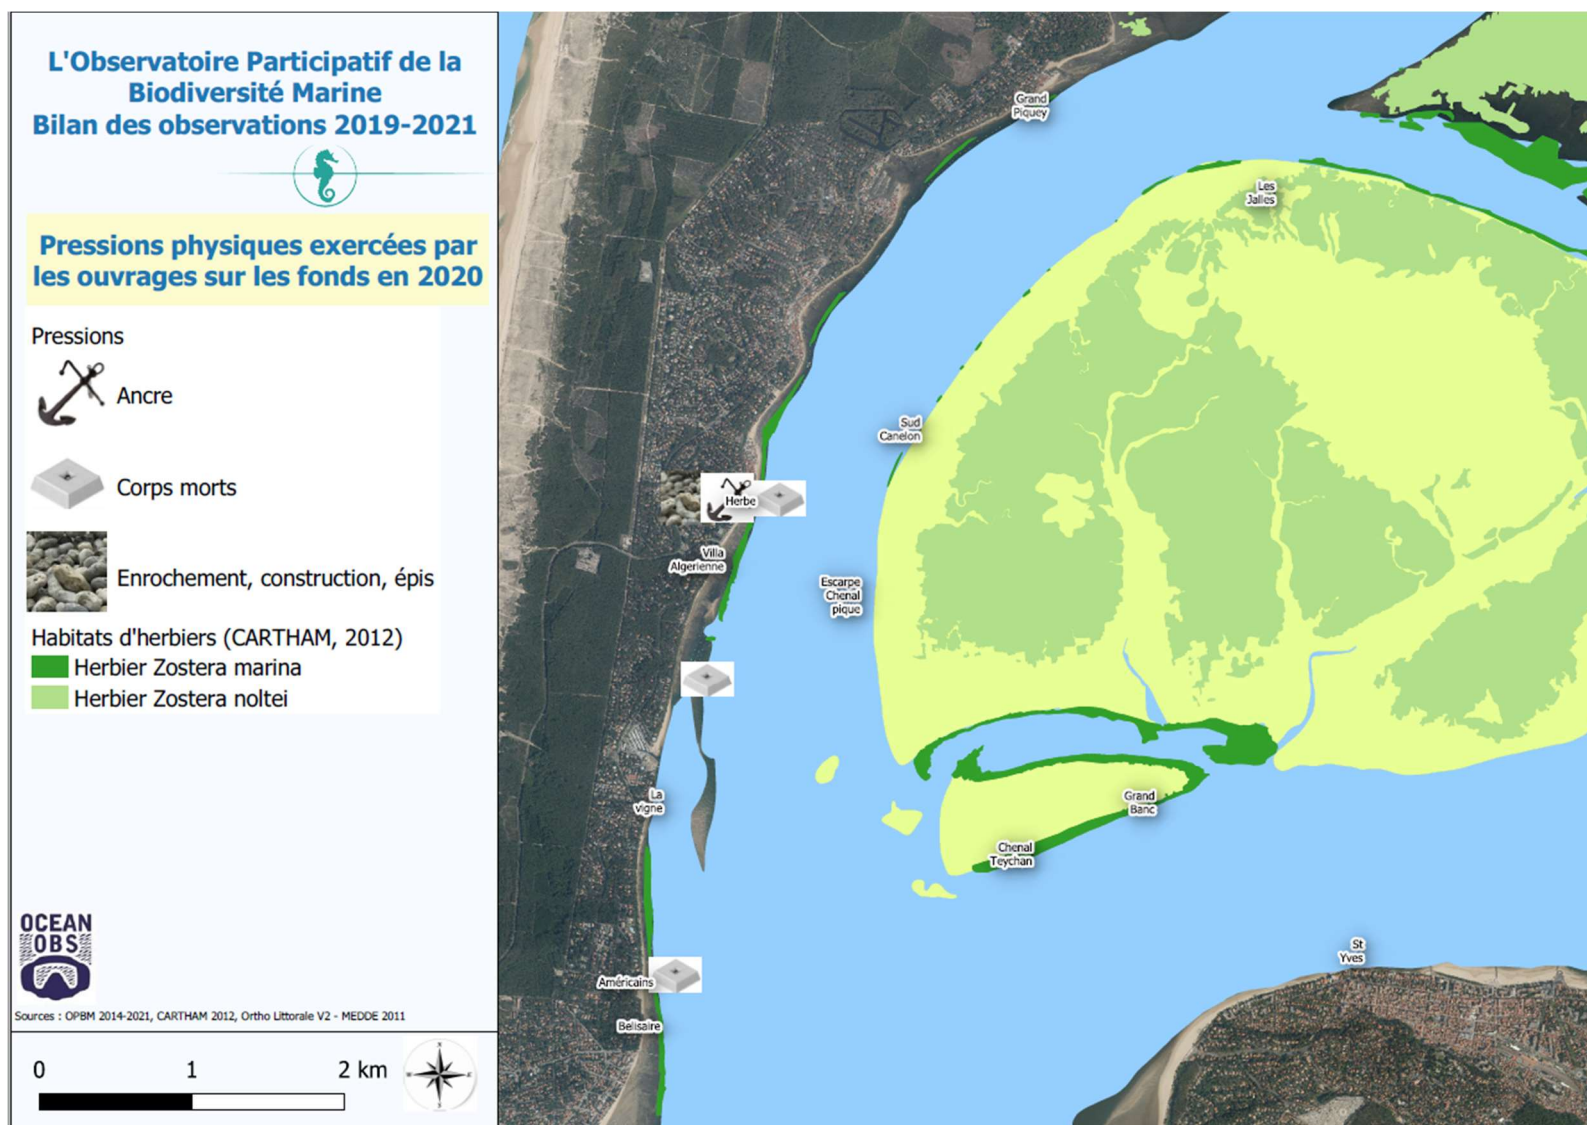 L'Observatoire Participatif de la
Biodiversité Marine
Bilan des observations 2019-2021
Pressions physiques exercées par
les ouvrages sur les fonds en 2020
Pressions
Ancre
Corps morts
Enrochement, construction, épis
Habitats d'herbiers (CARTHAM, 2012)
Herbier Zostera marina
Herbier Zostera noltei
OCEAN
OBS
Sources : OPBM 2014-2021, CARTHAM 2012, Ortho Littorale V2 - MEDDE 2011
0 1 2 km
N
W E
S
Grand
Piquey
Les
Jalles
Sud
Canelon
Herbe
Villa
Algerienne
Escarpe
Chenal
pique
La
vigne
Grand
Banc
Chenal
Teychan
St
Yves
Américains
Belisaire